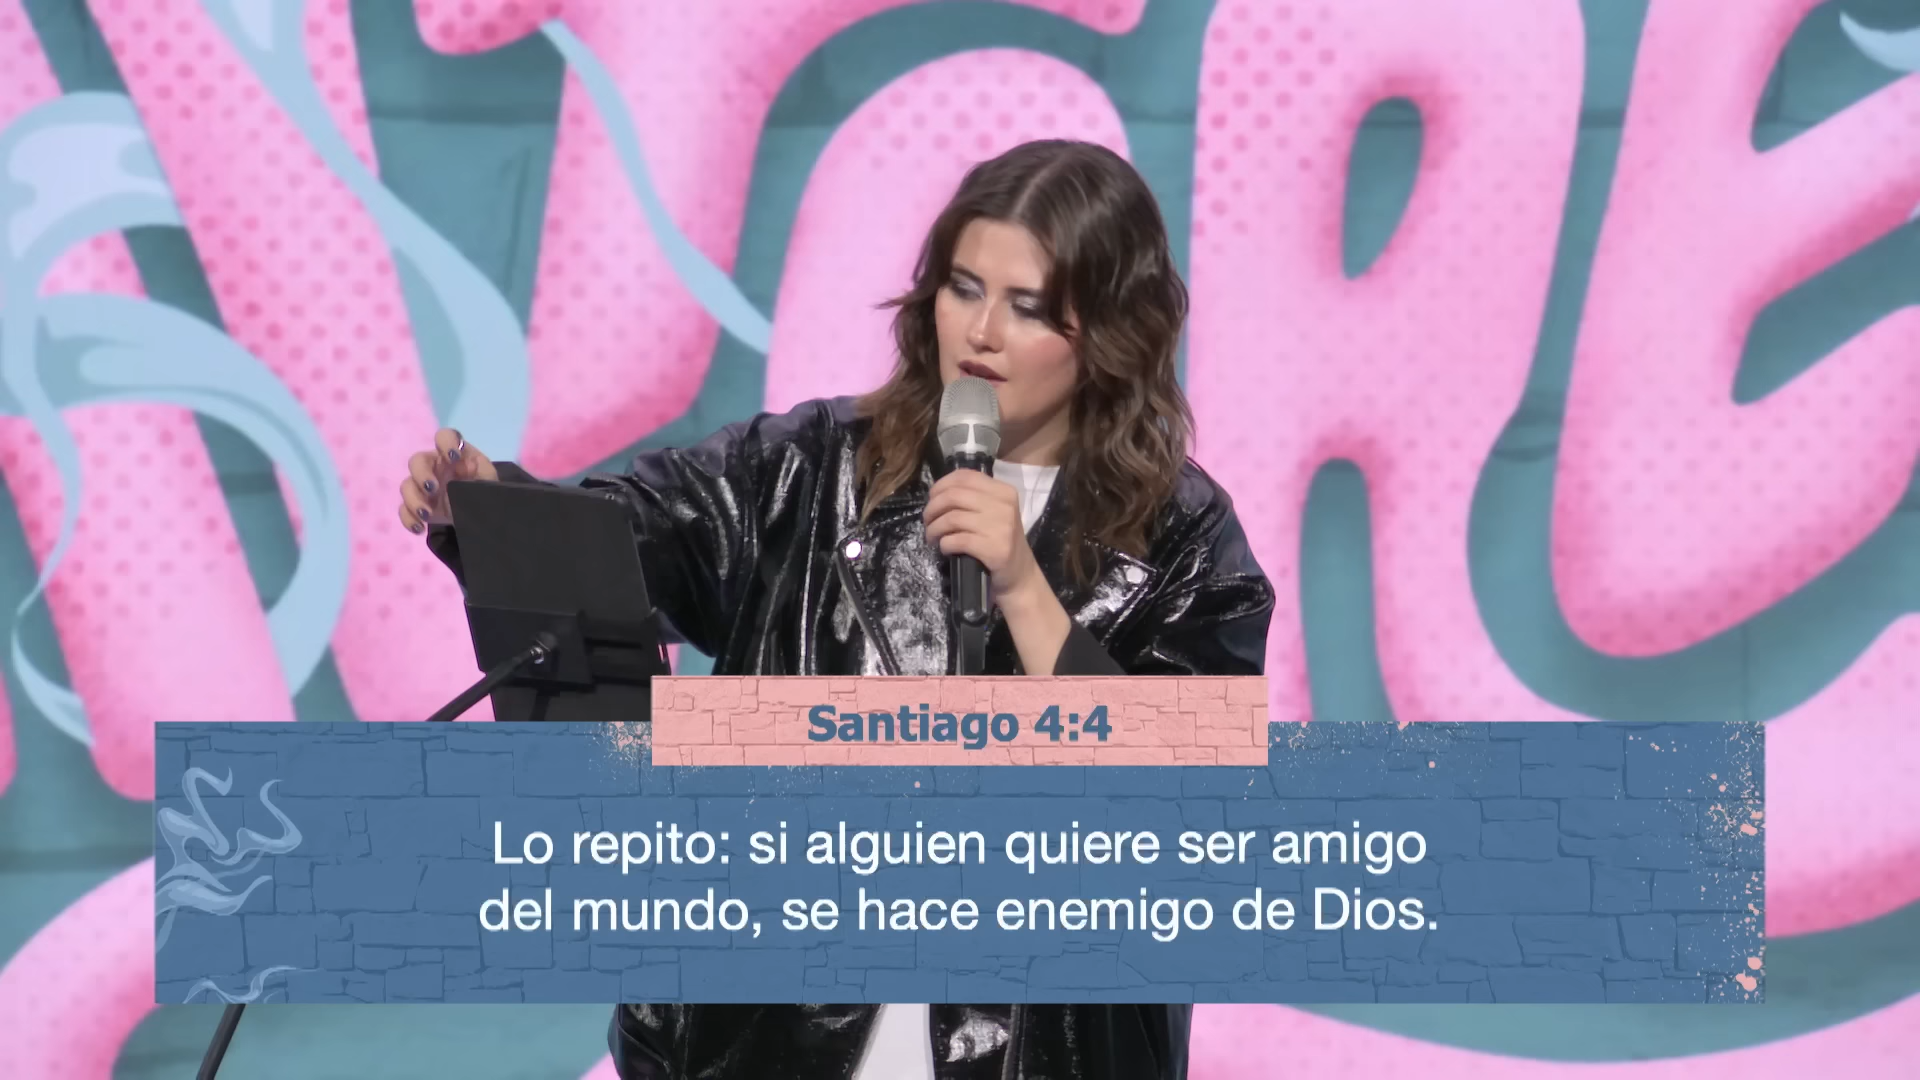 Santiago 4:4
Lo repito: si alguien quiere ser amigo
del mundo, se hace enemigo de Dios.